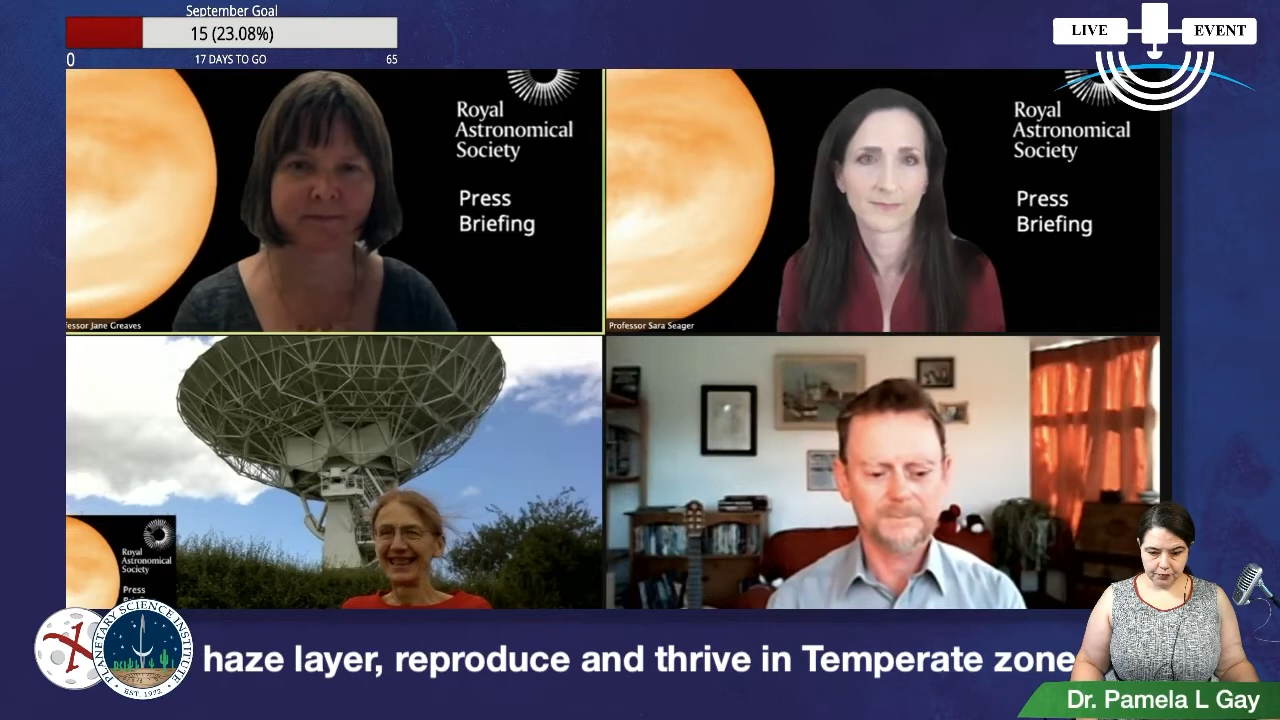 September Goal
15 (23.08%)
0
17 DAYS TO GO
65
LIVE
EVENT
Royal
Astronomical
Society
Press
Briefing
Royal
Astronomical
Society
Press
Briefing
fessor Jane Greaves
Professor Sara Seager
Royal
Astronomical
Society
Press
PLANETARY SCIENCE INSTITUTE
EST. 1972
haze layer, reproduce and thrive in Temperate zone
Dr. Pamela L Gay